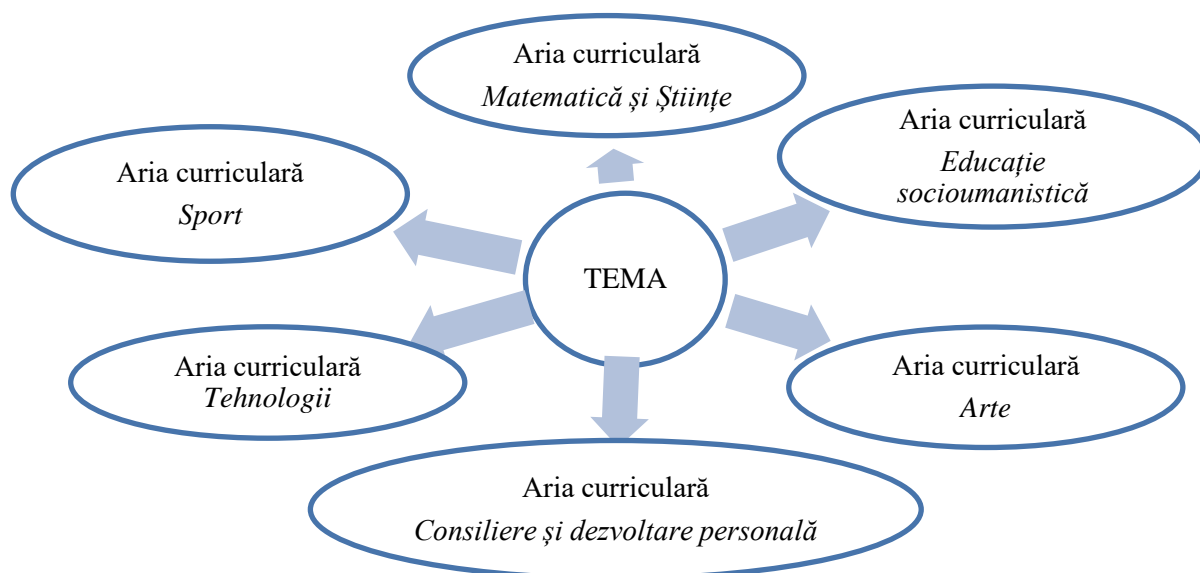 Aria curriculară
Matematică și Științe
Aria curriculară
Educație
socioumanistică
Aria curriculară
Sport
TEMA
Aria curriculară
Tehnologii
Aria curriculară
Arte
Aria curriculară
Consiliere și dezvoltare personală